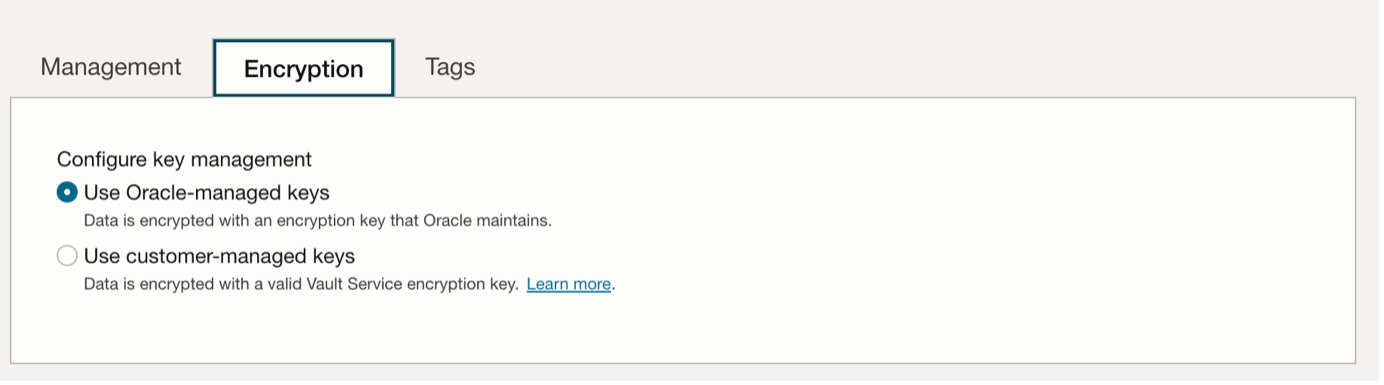 Management Encryption Tags
Configure key management
Use Oracle-managed keys
Data is encrypted with an encryption key that Oracle maintains.
Use customer-managed keys
Data is encrypted with a valid Vault Service encryption key. Learn more.